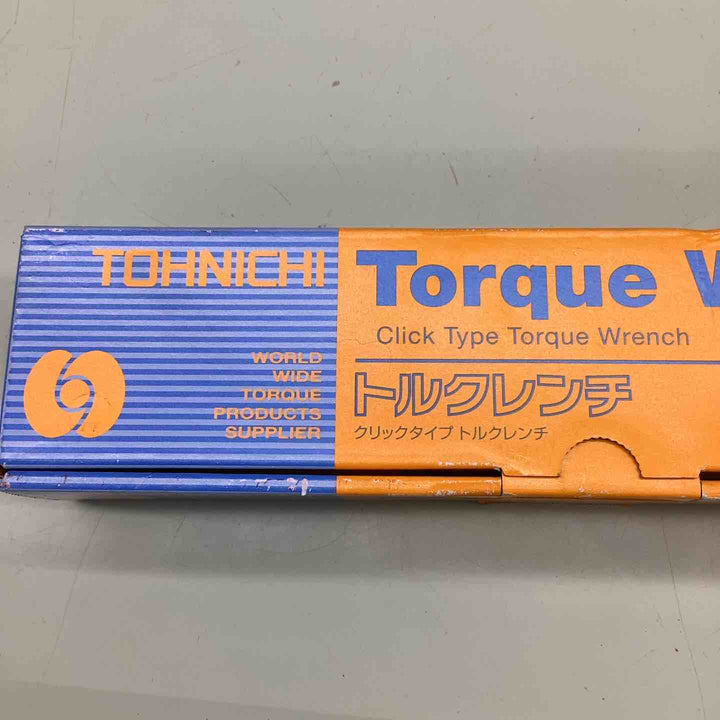 TOHNICHI
WORLD
WIDE
TORQUE
PRODUCTS
SUPPLIER
Torque W
Click Type Torque Wrench
トルクレンチ
クリックタイプ トルクレンチ